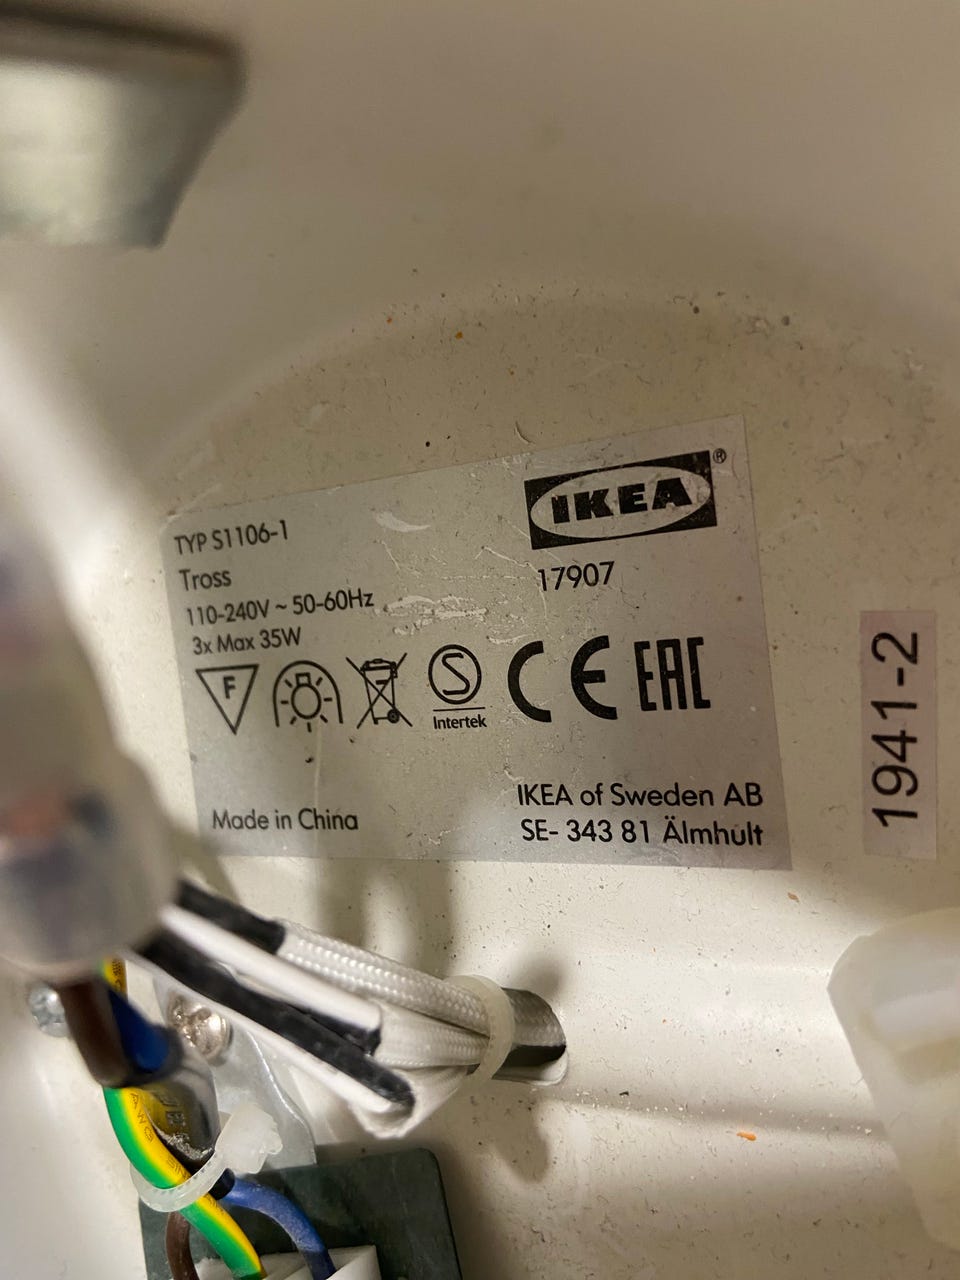 IKEA®
TYP S1106-1
Tross
17907
110-240V ~ 50-60Hz
3x Max 35W
F
S
Intertek
CE
EAC
IKEA of Sweden AB
Made in China
SE- 343 81 Älmhult
1941-2
AWG